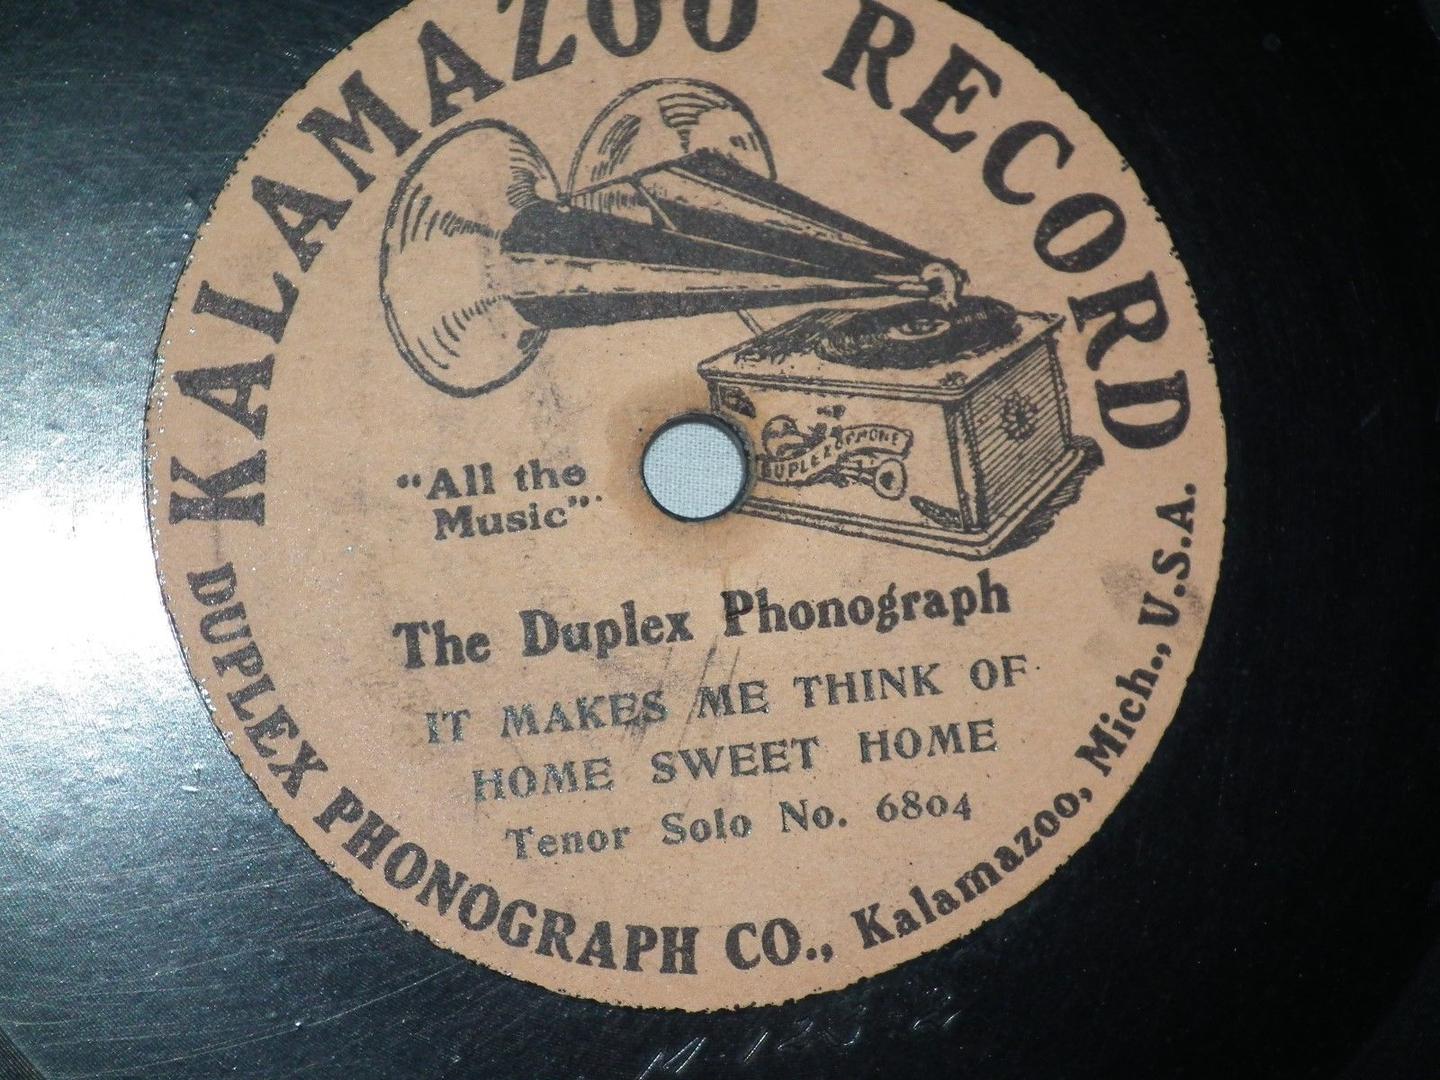 KALAMAZOO RECORD
DUPLEXOPHONE
"All the
Music".
The Duplex Phonograph
IT MAKES ME THINK OF
HOME SWEET HOME
Tenor Solo No. 6804
DUPLEX PHONOGRAPH CO., Kalamazoo, Mich., U.S.A.